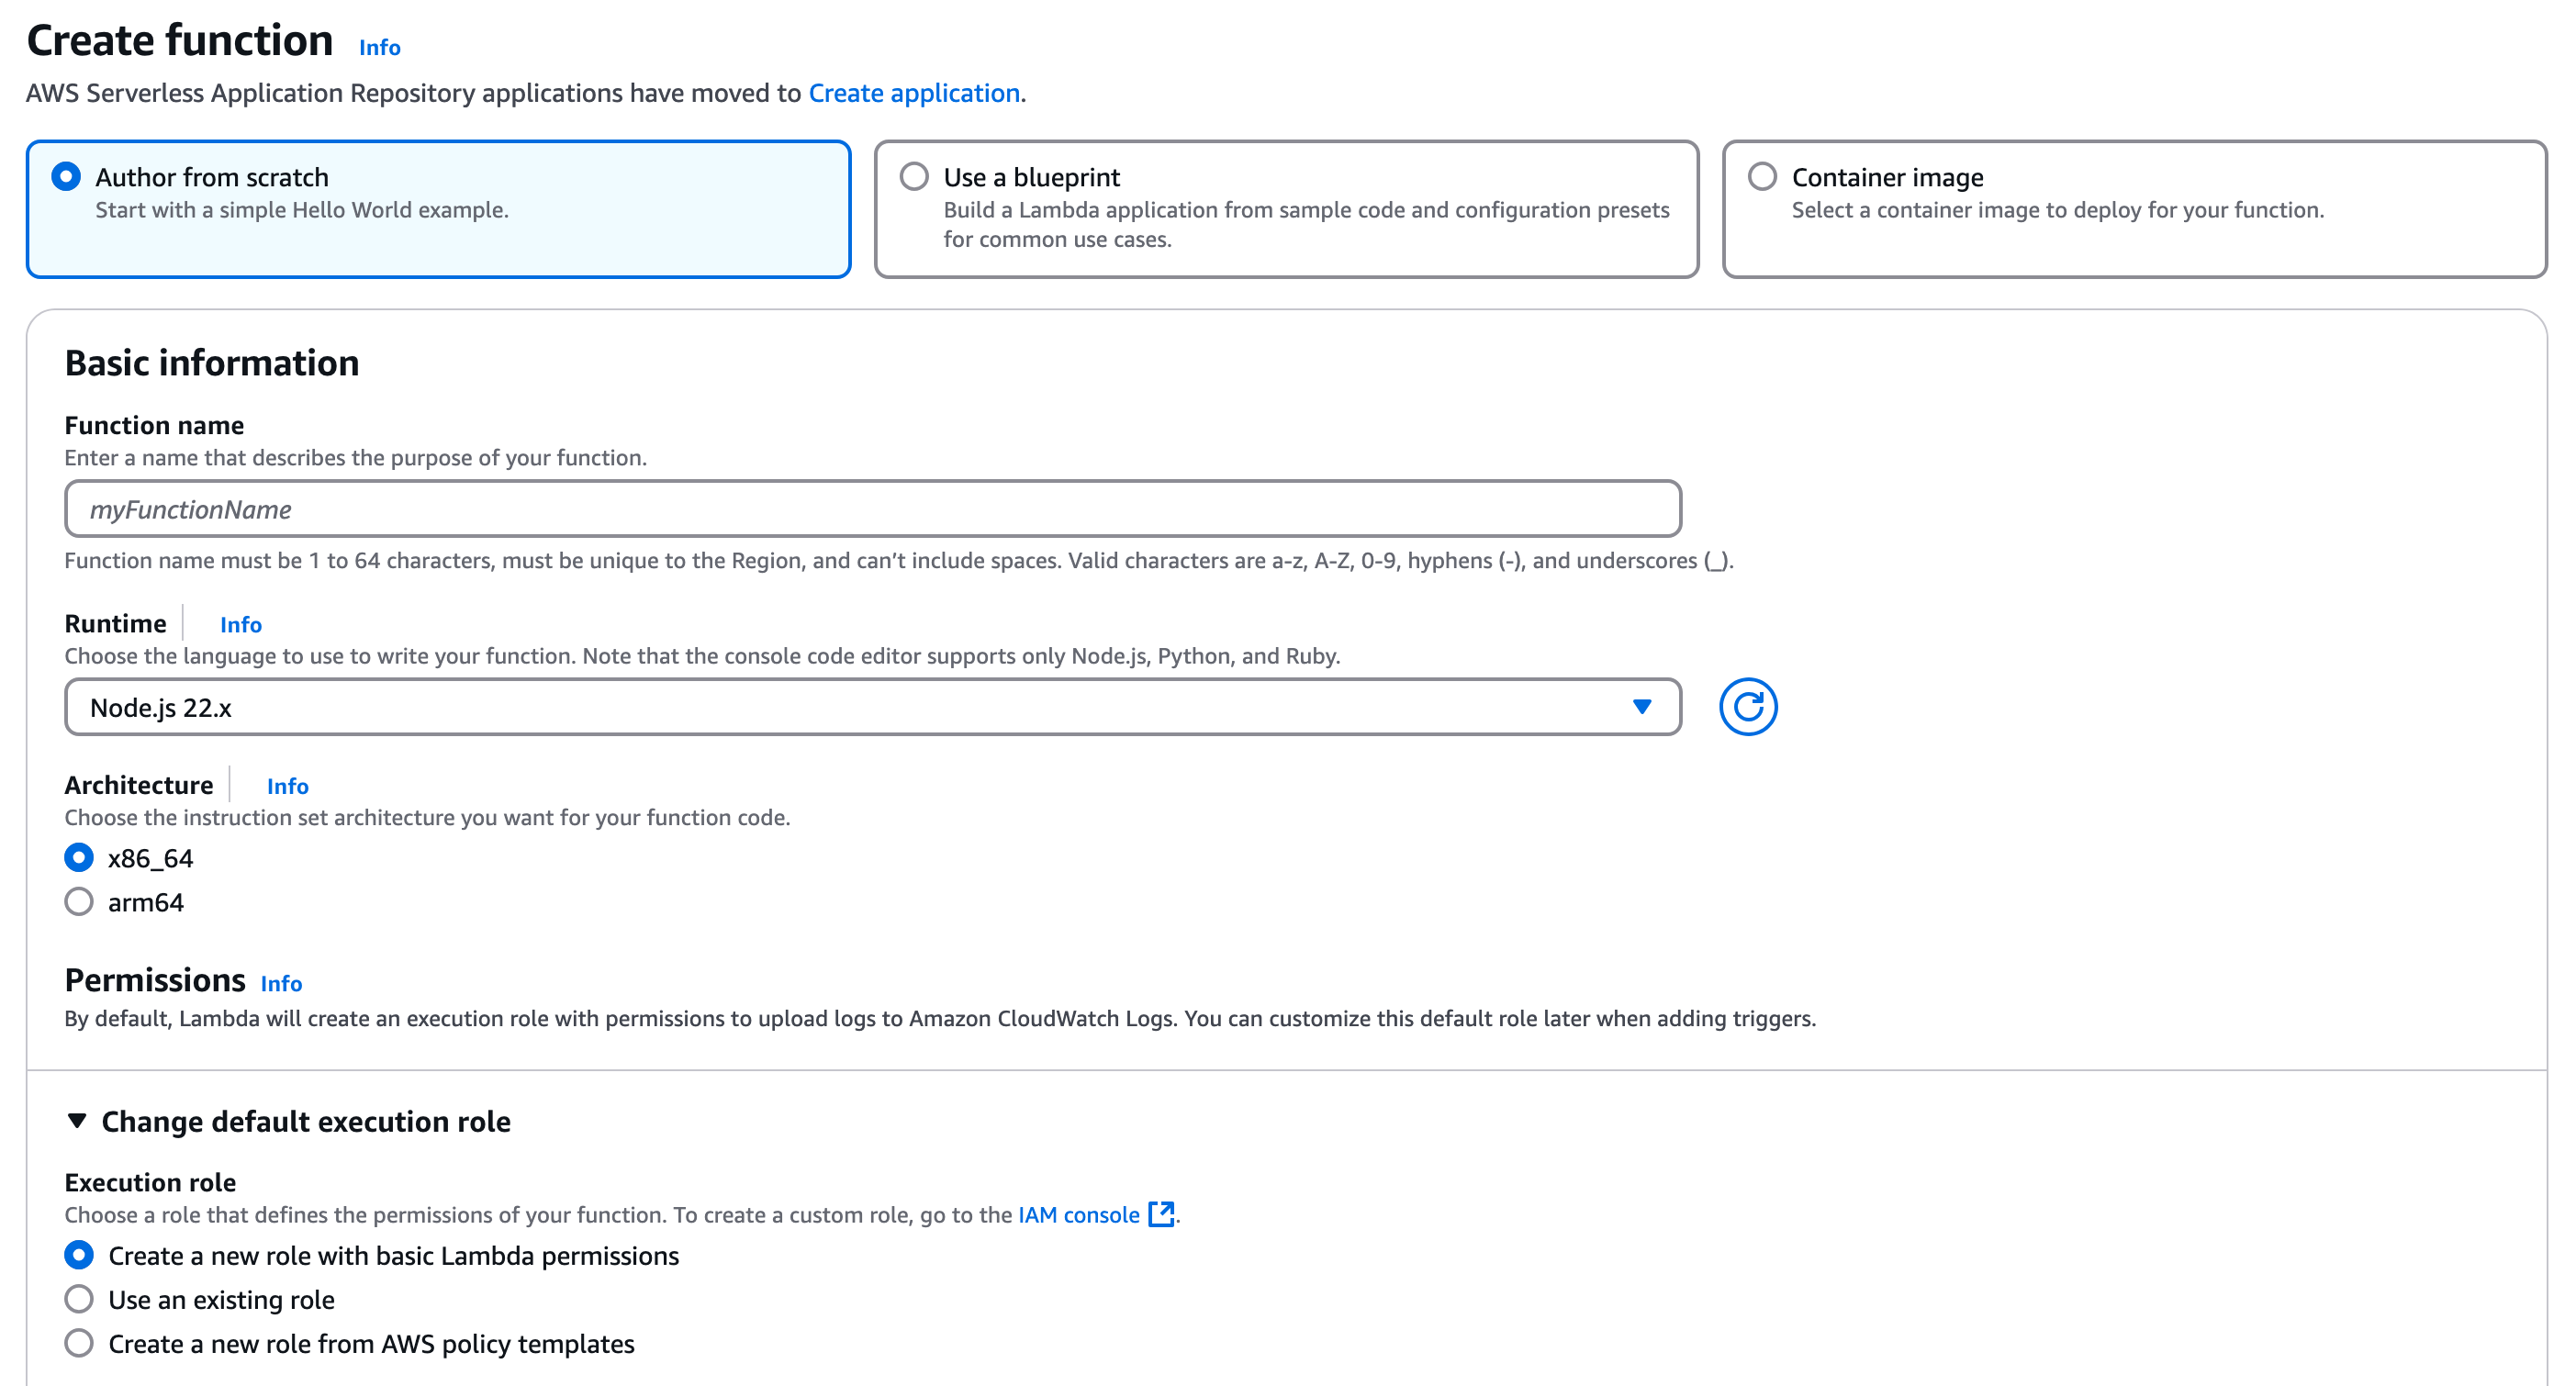 Create function Info
AWS Serverless Application Repository applications have moved to Create application.
Author from scratch
Start with a simple Hello World example.
Use a blueprint
Build a Lambda application from sample code and configuration presets
for common use cases.
Container image
Select a container image to deploy for your function.
Basic information
Function name
Enter a name that describes the purpose of your function.
myFunctionName
Function name must be 1 to 64 characters, must be unique to the Region, and can’t include spaces. Valid characters are a-z, A-Z, 0-9, hyphens (-), and underscores (_).
Runtime Info
Choose the language to use to write your function. Note that the console code editor supports only Node.js, Python, and Ruby.
Node.js 22.x
Architecture Info
Choose the instruction set architecture you want for your function code.
x86_64
arm64
Permissions Info
By default, Lambda will create an execution role with permissions to upload logs to Amazon CloudWatch Logs. You can customize this default role later when adding triggers.
Change default execution role
Execution role
Choose a role that defines the permissions of your function. To create a custom role, go to the IAM console.
Create a new role with basic Lambda permissions
Use an existing role
Create a new role from AWS policy templates